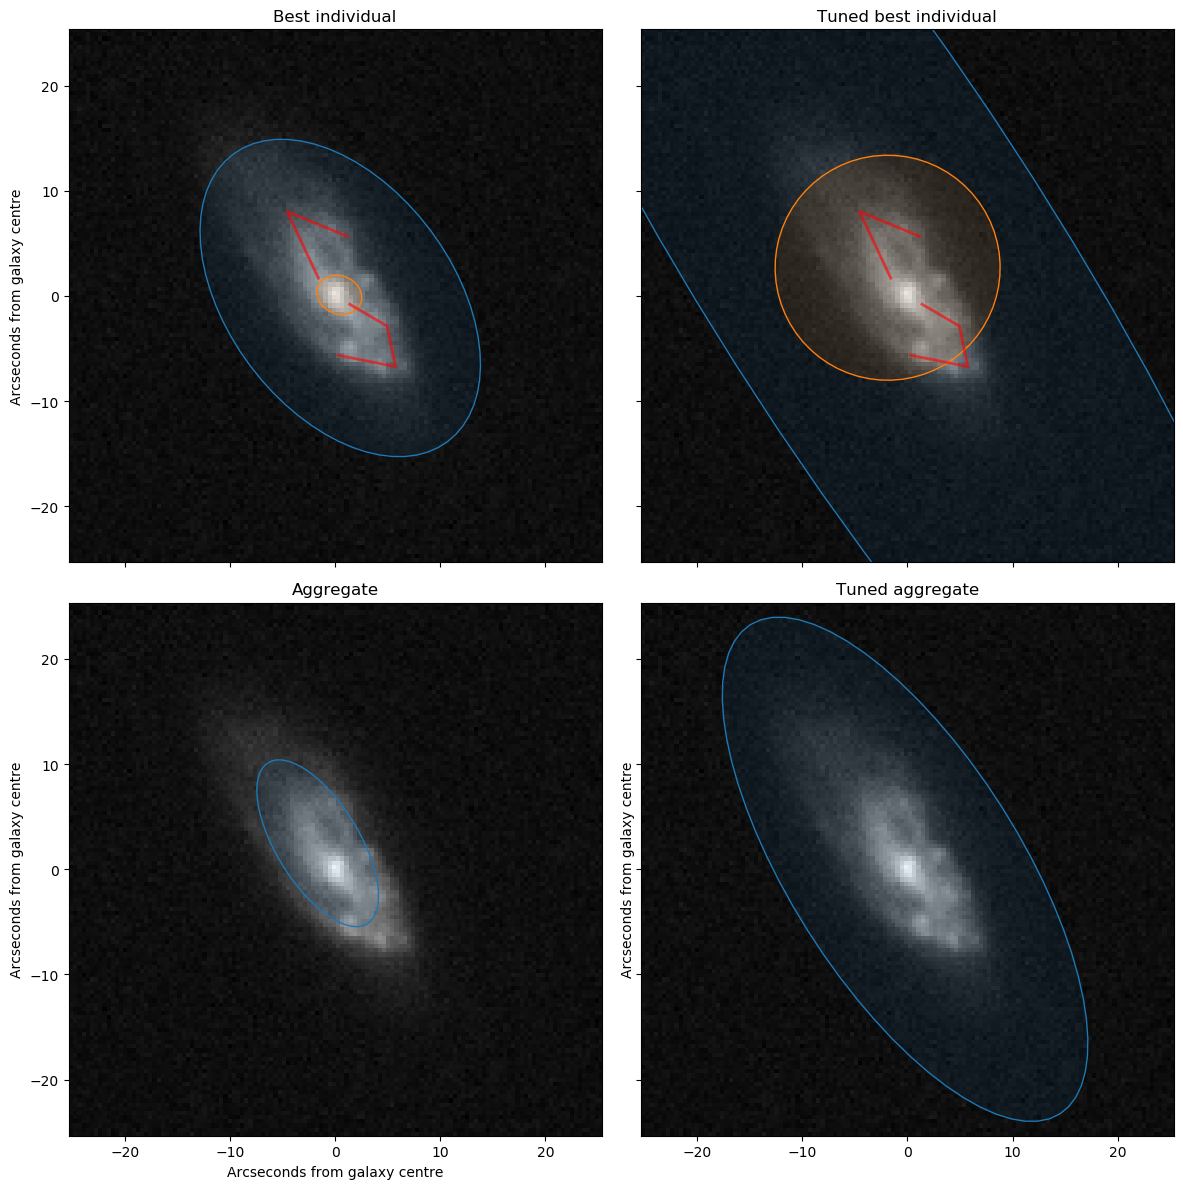 Best individual
Tuned best individual
20
10
0
−10
−20
Arcseconds from galaxy centre
Aggregate
Tuned aggregate
20
10
0
−10
−20
Arcseconds from galaxy centre
Arcseconds from galaxy centre
−20 −10 0 10 20
−20 −10 0 10 20
Arcseconds from galaxy centre